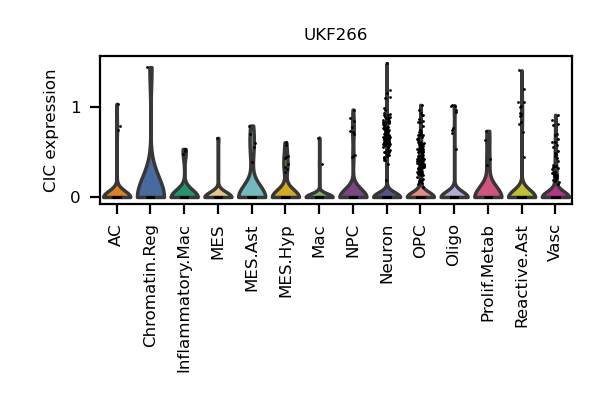 UKF266
CIC expression
1
0
AC
Chromatin.Reg
Inflammatory.Mac
MES
MES.Ast
MES.Hyp
Mac
NPC
Neuron
OPC
Oligo
Prolif.Metab
Reactive.Ast
Vasc